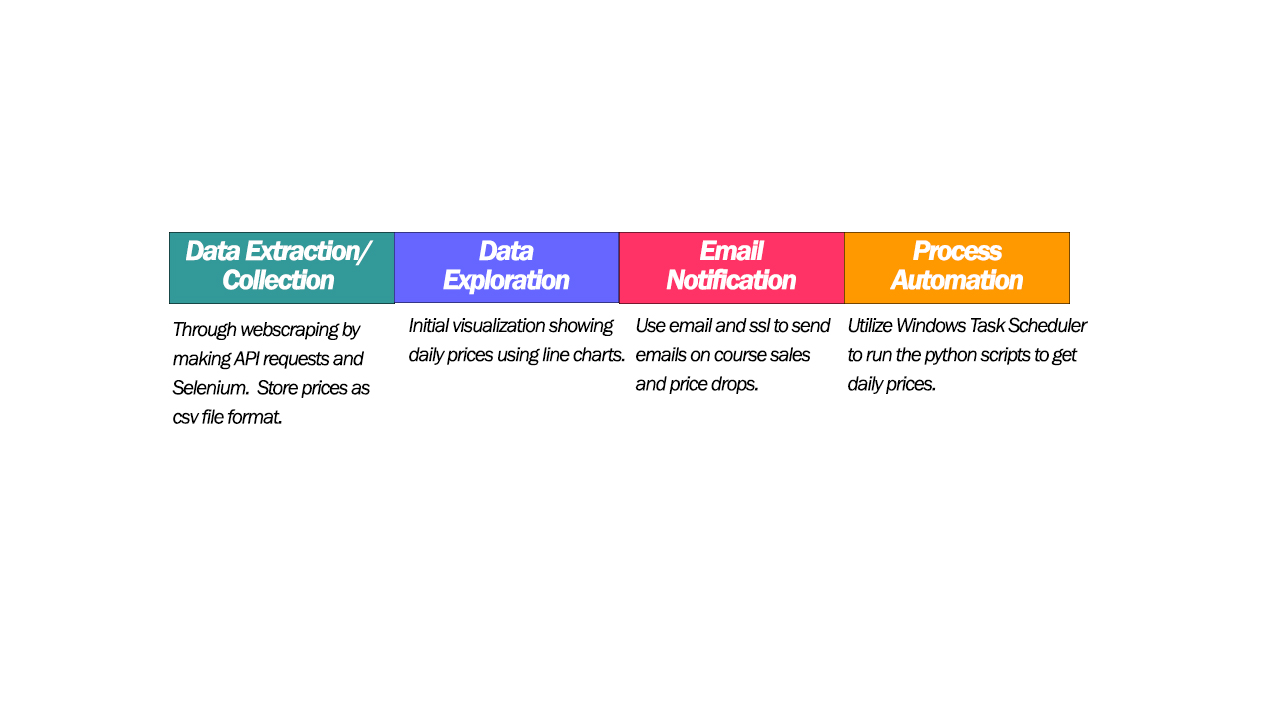 Data Extraction/
Collection
Through webscraping by
making API requests and
Selenium.  Store prices as
csv file format.
Data
Exploration
Initial visualization showing
daily prices using line charts.
Email
Notification
Use email and ssl to send
emails on course sales
and price drops.
Process
Automation
Utilize Windows Task Scheduler
to run the python scripts to get
daily prices.